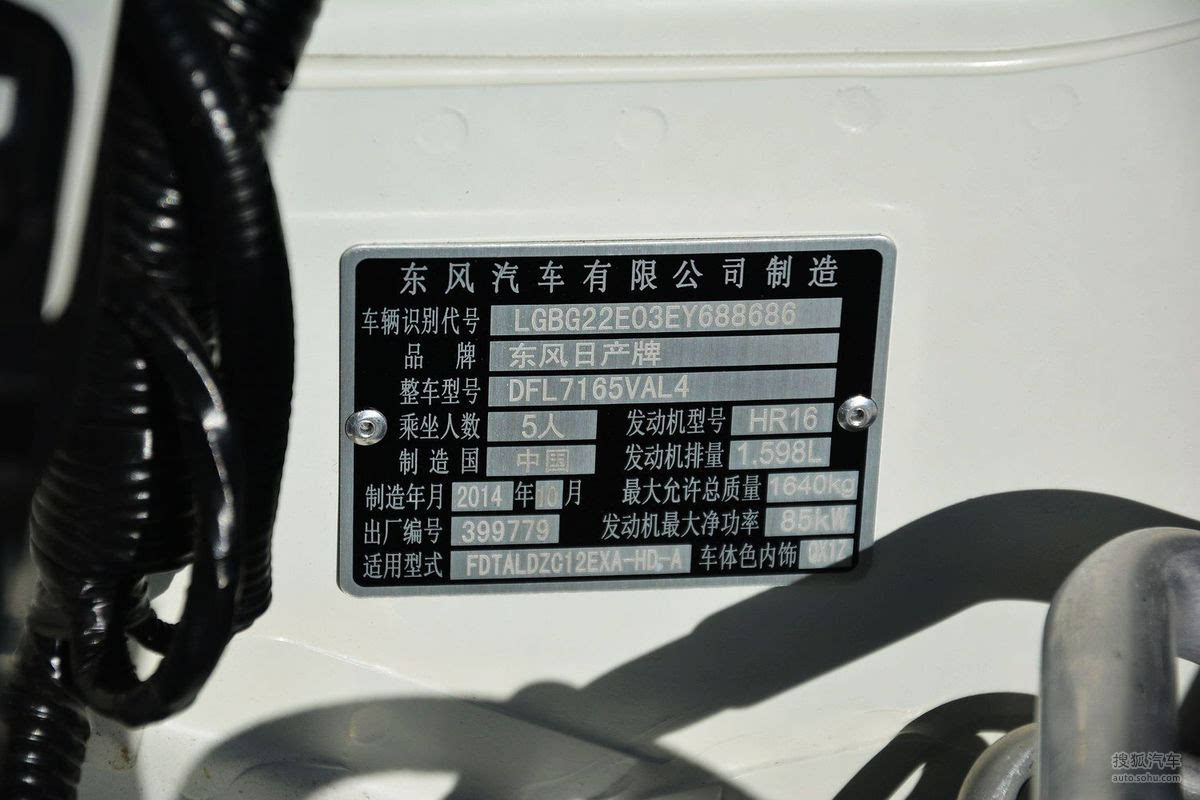 东风汽车有限公司制造
车辆识别代号 LGBG22E03EY688686
品牌 东风日产牌
整车型号 DFL7165VAL4
乘坐人数 5人 发动机型号 HR16
制造国 中国 发动机排量 1.598L
制造年月 2014 年 10 月 最大允许总质量 1640kg
出厂编号 399779 发动机最大净功率 85kW
适用型式 FDTALDZC12EXA-HD-A 车体色内饰 QX1Z
搜狐汽车
auto.sohu.com